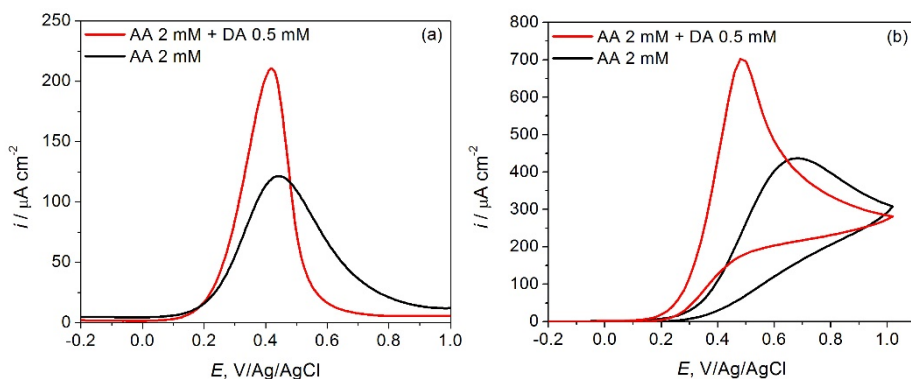 250
200
150
100
50
0
-0.2 0.0 0.2 0.4 0.6 0.8 1.0
i / µA cm-2
E, V/Ag/AgCl
AA 2 mM + DA 0.5 mM
AA 2 mM
(a)
800
700
600
500
400
300
200
100
0
-0.2 0.0 0.2 0.4 0.6 0.8 1.0
i / µA cm-2
E, V/Ag/AgCl
AA 2 mM + DA 0.5 mM
AA 2 mM
(b)